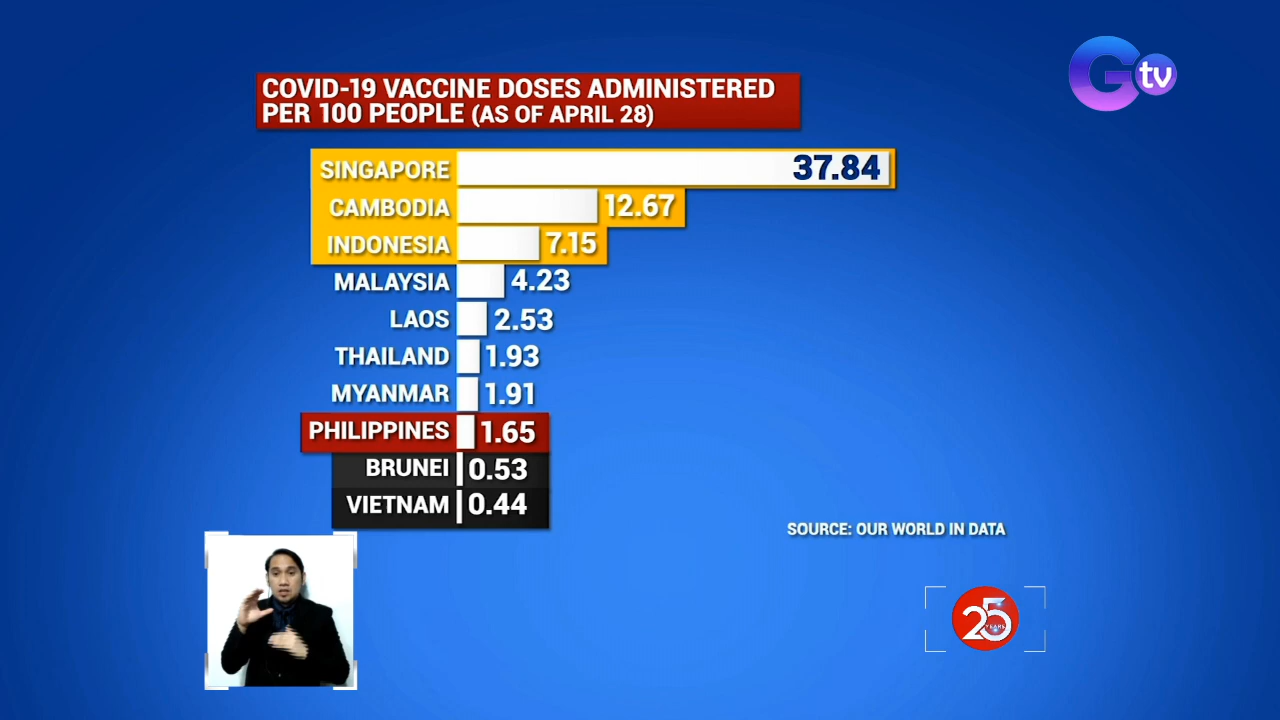 Gtv
COVID-19 VACCINE DOSES ADMINISTERED
PER 100 PEOPLE (AS OF APRIL 28)
SINGAPORE 37.84
CAMBODIA 12.67
INDONESIA 7.15
MALAYSIA 4.23
LAOS 2.53
THAILAND 1.93
MYANMAR 1.91
PHILIPPINES 1.65
BRUNEI 0.53
VIETNAM 0.44
SOURCE: OUR WORLD IN DATA
25
YEARS